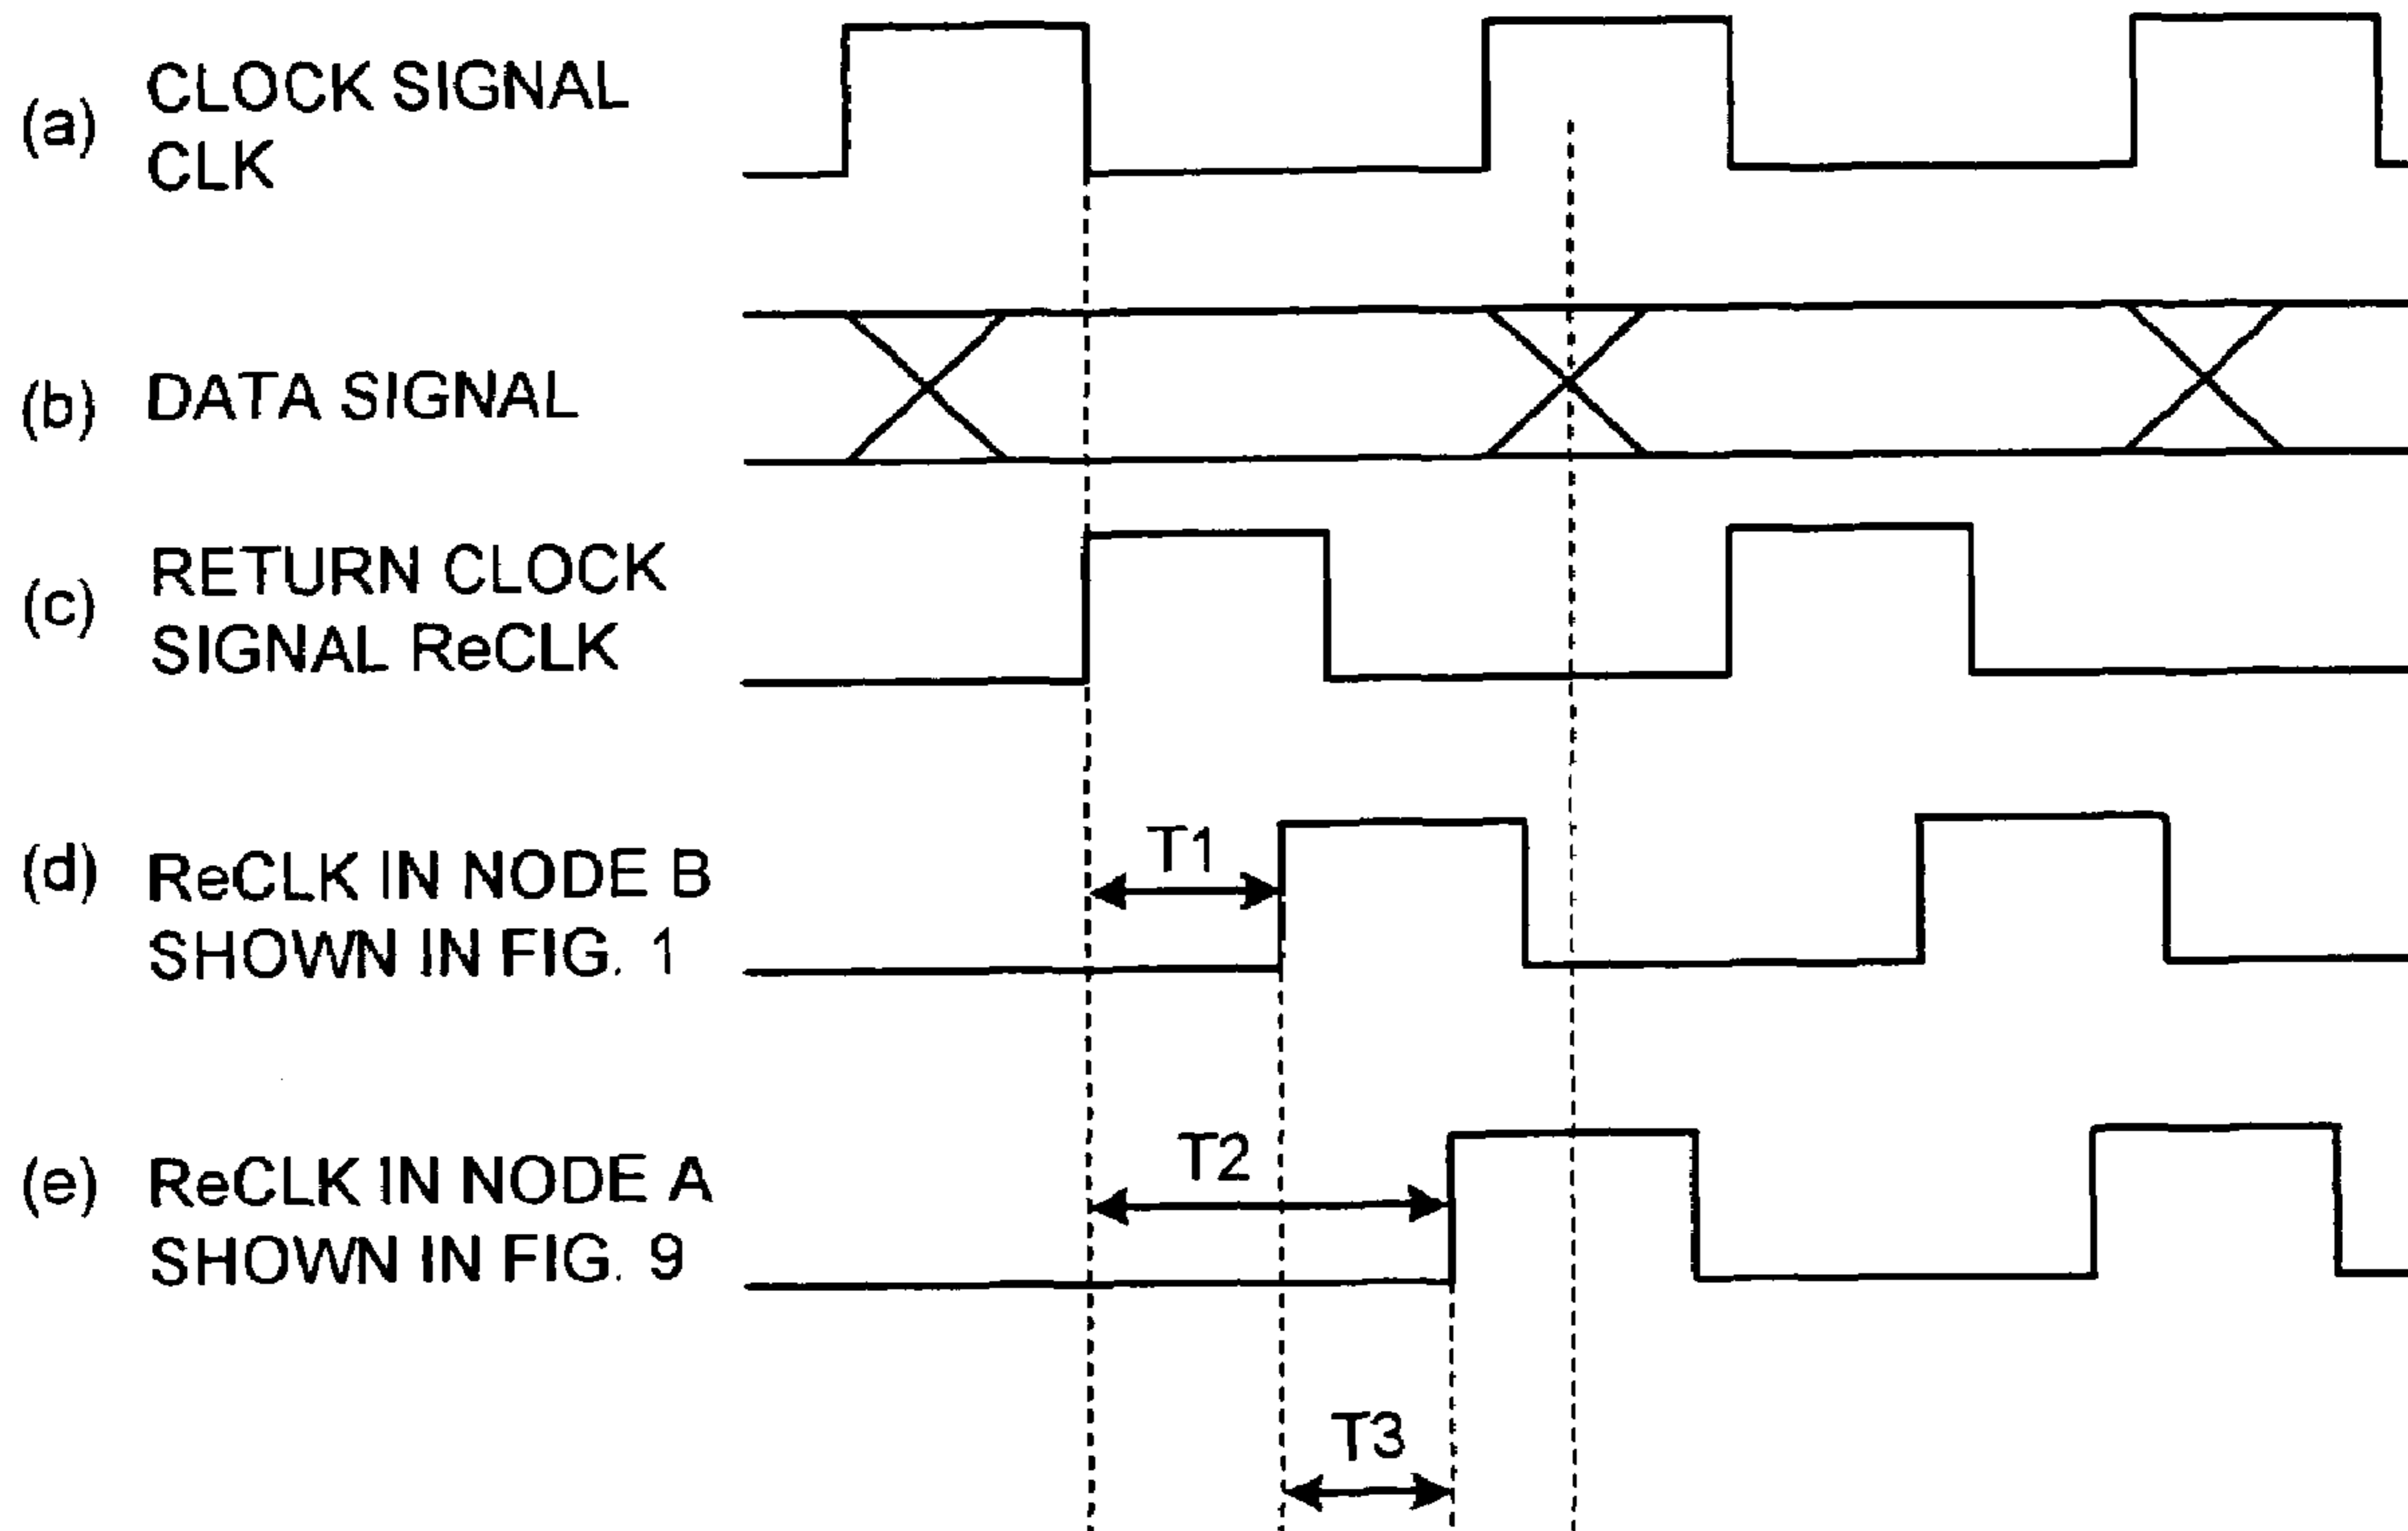 (a) CLOCK SIGNAL
CLK
(b) DATA SIGNAL
(c) RETURN CLOCK
SIGNAL ReCLK
(d) ReCLK IN NODE B
SHOWN IN FIG. 1
T1
(e) ReCLK IN NODE A
SHOWN IN FIG. 9
T2
T3